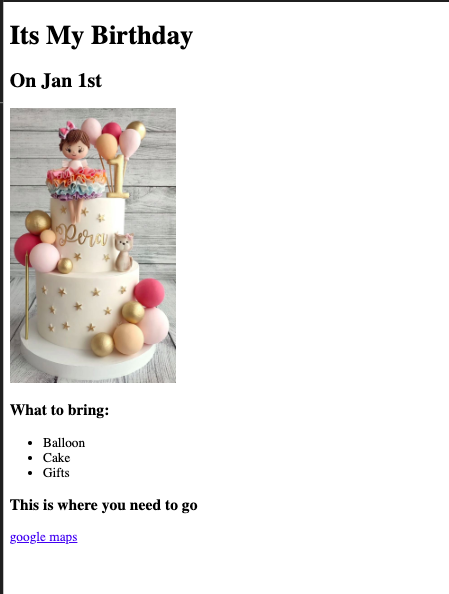 Its My Birthday
On Jan 1st
1
What to bring:
Balloon
Cake
Gifts
This is where you need to go
google maps